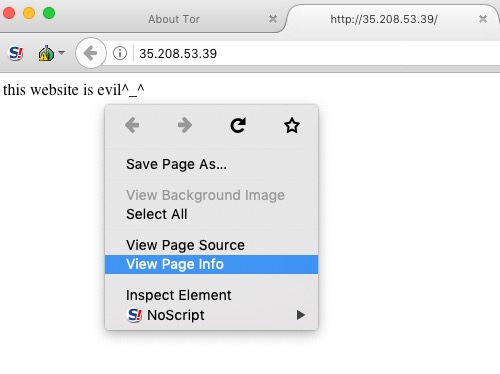 About Tor
http://35.208.53.39/
35.208.53.39
this website is evil^_^
Save Page As...
View Background Image
Select All
View Page Source
View Page Info
Inspect Element
S! NoScript